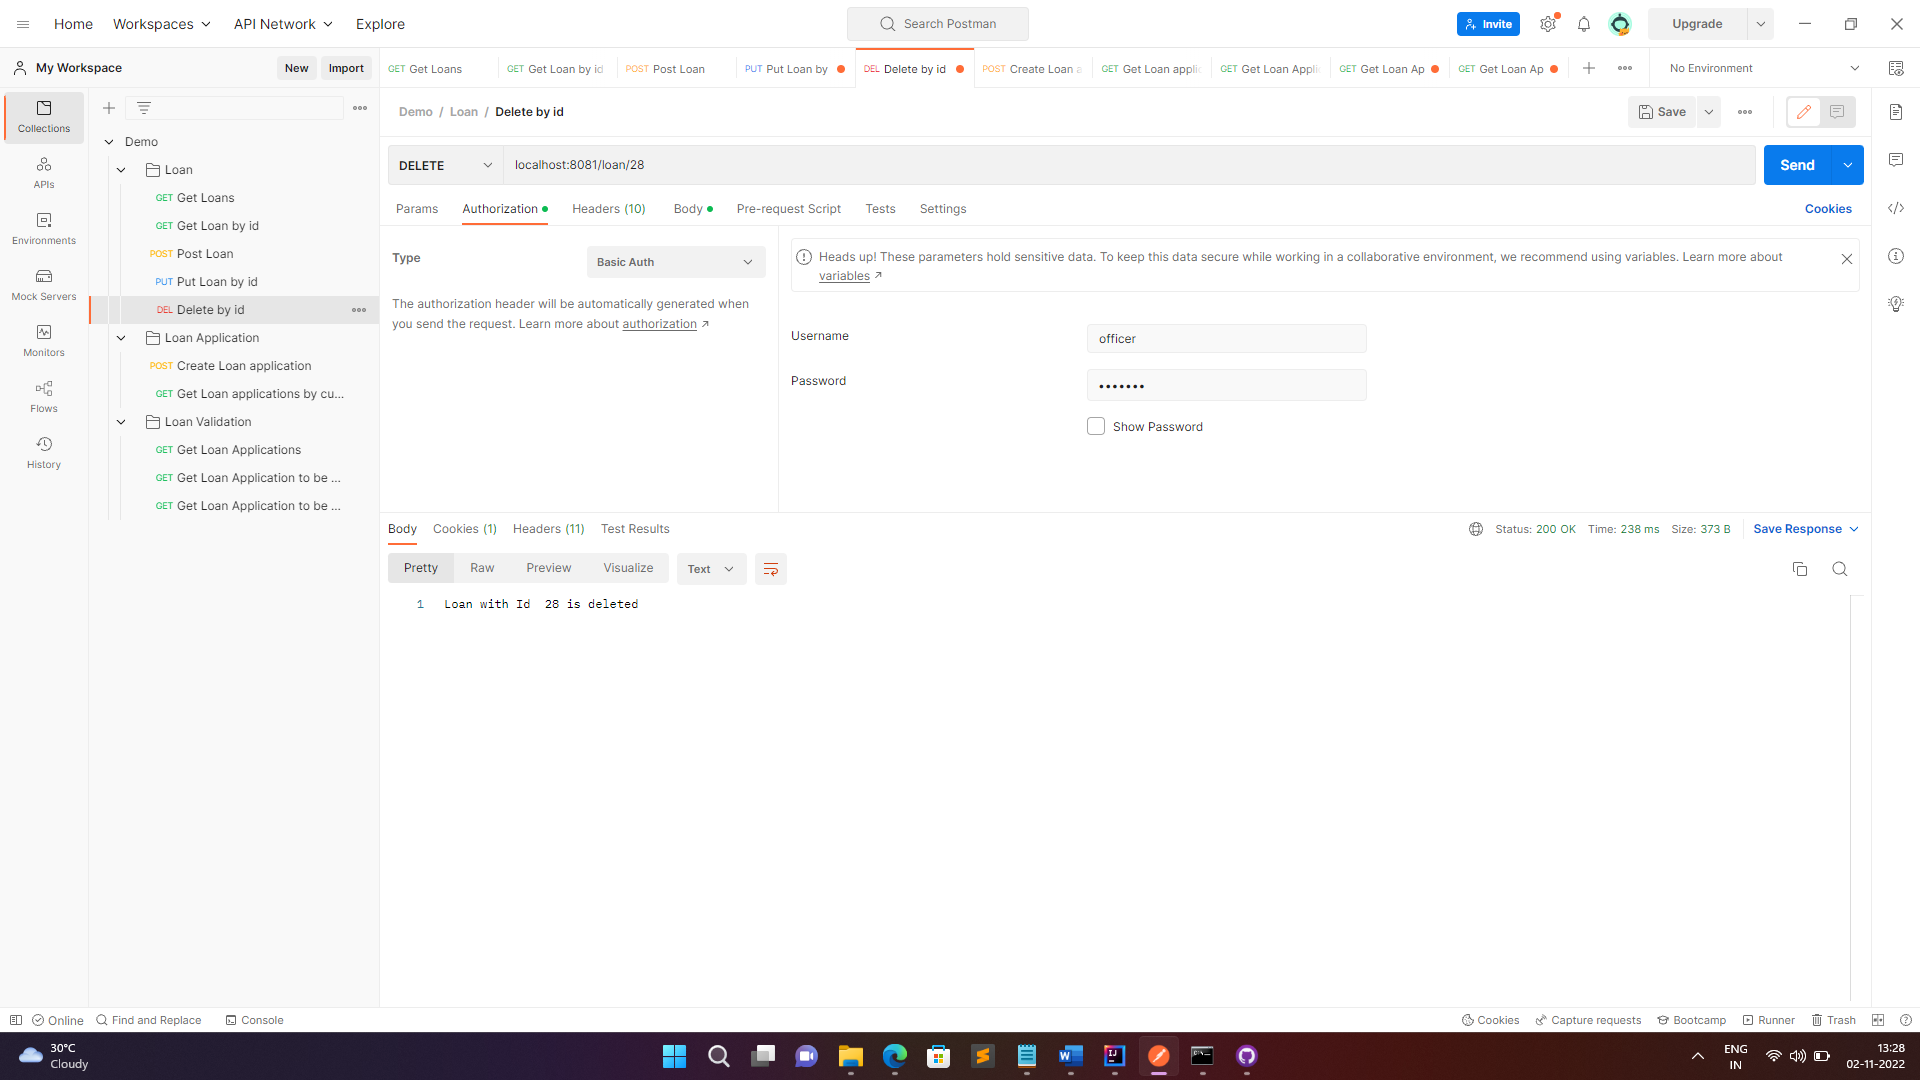 Home Workspaces API Network Explore
Search Postman
Invite Upgrade
My Workspace New Import
GET Get Loans GET Get Loan by id POST Post Loan PUT Put Loan by DEL Delete by id POST Create Loan a GET Get Loan applic GET Get Loan Appli GET Get Loan Ap GET Get Loan Ap No Environment
Collections
APIs
Environments
Mock Servers
Monitors
Flows
History
Demo
Loan
GET Get Loans
GET Get Loan by id
POST Post Loan
PUT Put Loan by id
DEL Delete by id
Loan Application
POST Create Loan application
GET Get Loan applications by cu...
Loan Validation
GET Get Loan Applications
GET Get Loan Application to be ...
GET Get Loan Application to be ...
Demo / Loan / Delete by id
Save
DELETE localhost:8081/loan/28 Send
Params Authorization Headers (10) Body Pre-request Script Tests Settings Cookies
Type Basic Auth
The authorization header will be automatically generated when
you send the request. Learn more about authorization ↗
Heads up! These parameters hold sensitive data. To keep this data secure while working in a collaborative environment, we recommend using variables. Learn more about
variables ↗
Username officer
Password •••••••
Show Password
Body Cookies (1) Headers (11) Test Results
Status: 200 OK Time: 238 ms Size: 373 B Save Response
Pretty Raw Preview Visualize Text
1 Loan with Id  28 is deleted
Online Find and Replace Console
Cookies Capture requests Bootcamp Runner Trash
30°C
Cloudy
ENG
IN
13:28
02-11-2022